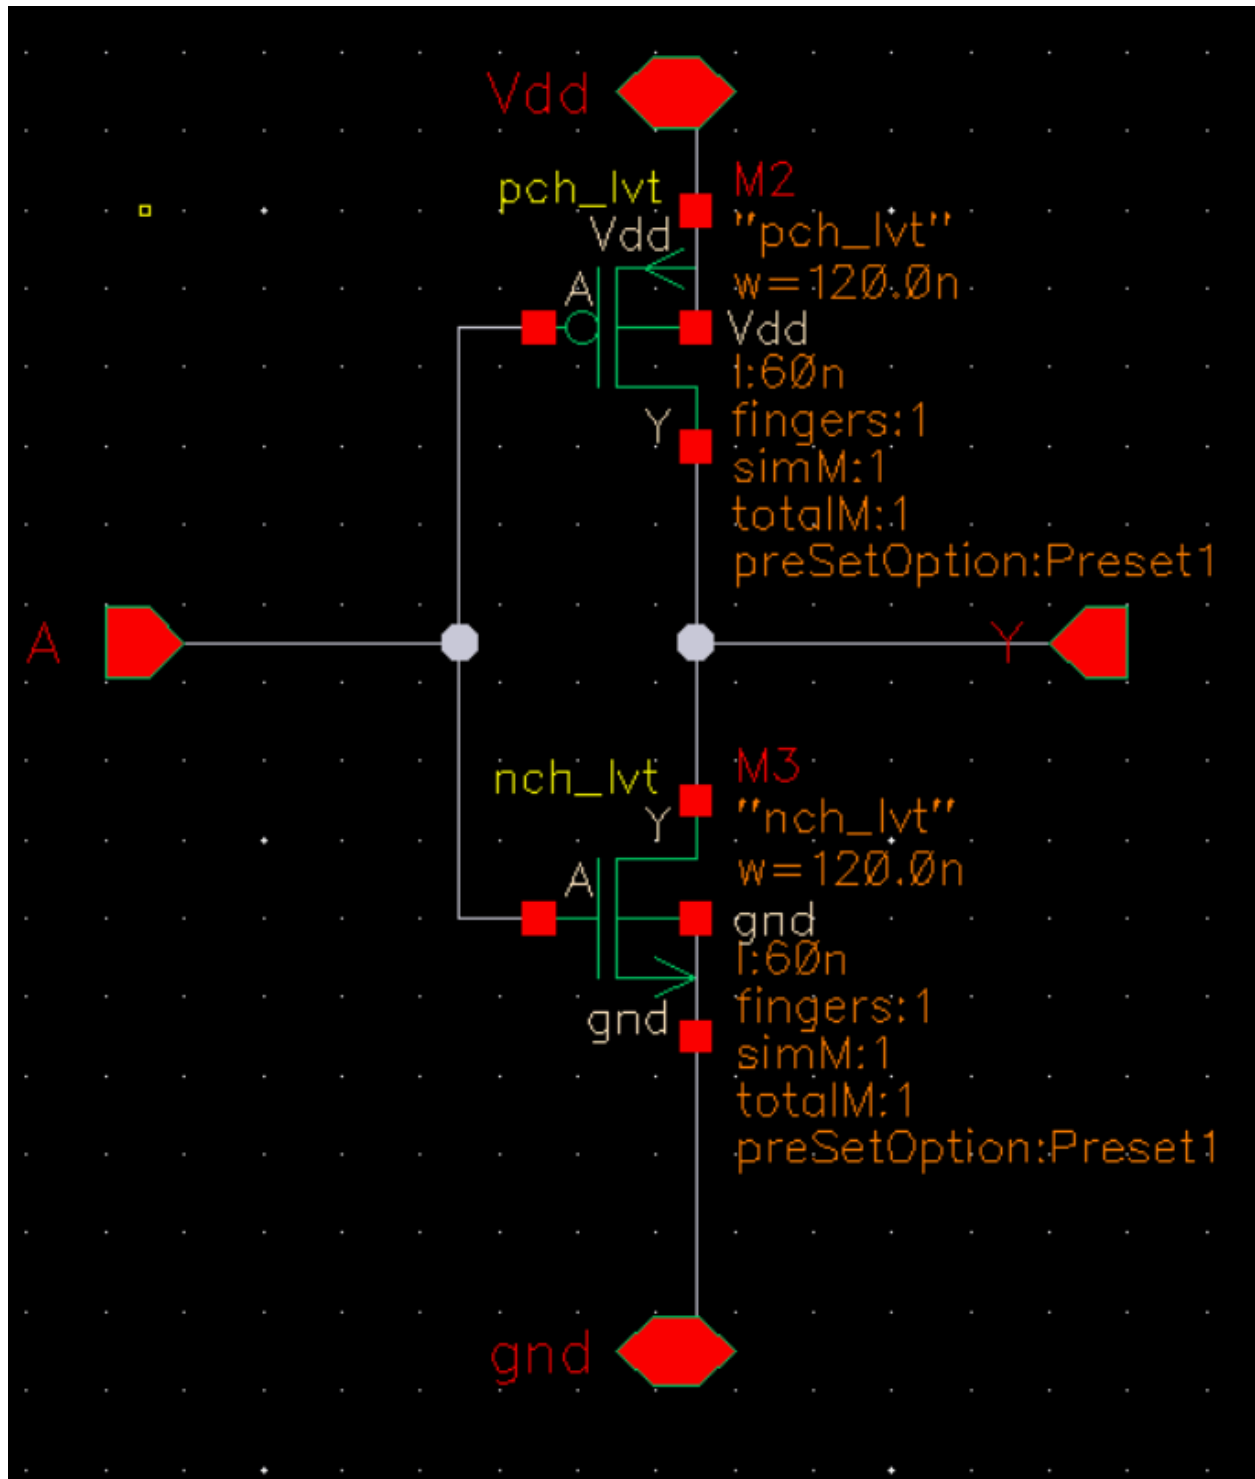 Vdd
pch_lvt
M2
Vdd
"pch_lvt"
A
w=120.0n
Vdd
l:60n
Y
fingers:1
simM:1
totalM:1
preSetOption:Preset1
A
Y
nch_lvt
M3
Y
"nch_lvt"
A
w=120.0n
gnd
l:60n
gnd
fingers:1
simM:1
totalM:1
preSetOption:Preset1
gnd